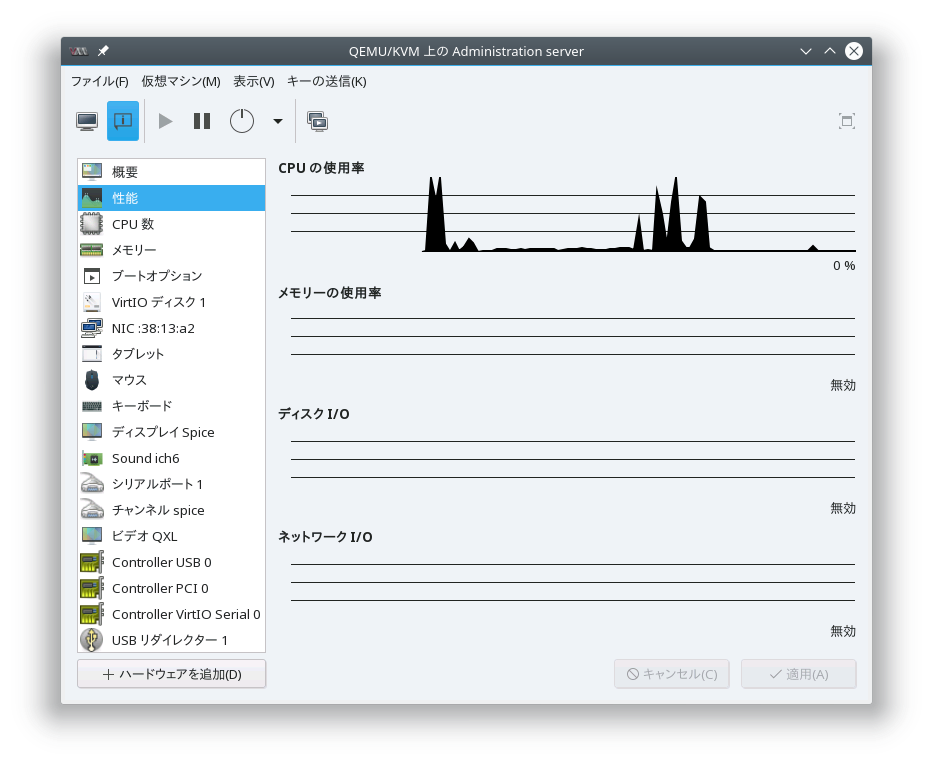 QEMU/KVM 上の Administration server
ファイル(F) 仮想マシン(M) 表示(V) キーの送信(K)
概要
性能
CPU 数
メモリー
ブートオプション
VirtIO ディスク 1
NIC :38:13:a2
タブレット
マウス
キーボード
ディスプレイ Spice
Sound ich6
シリアルポート 1
チャンネル spice
ビデオ QXL
Controller USB 0
Controller PCI 0
Controller VirtIO Serial 0
USB リダイレクター 1
ハードウェアを追加(D)
CPU の使用率
0 %
メモリーの使用率
無効
ディスク I/O
無効
ネットワーク I/O
無効
キャンセル(C) 適用(A)